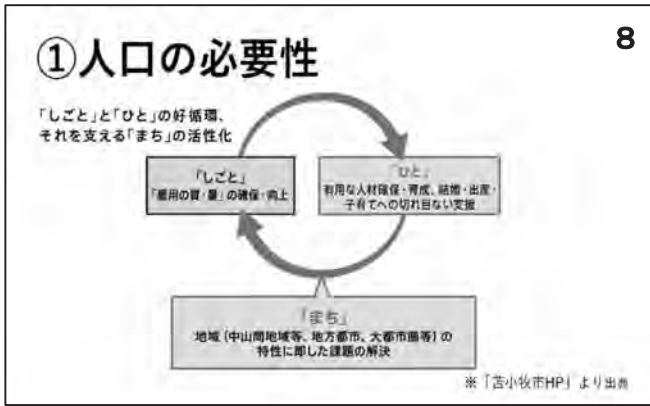 8
①人口の必要性
「しごと」と「ひと」の好循環、
それを支える「まち」の活性化
「しごと」
「雇用の質・量」の確保・向上
「ひと」
有用な人材確保・育成、結婚・出産・
子育てへの切れ目ない支援
「まち」
地域(中山間地域等、地方都市、大都市圏等)の
特性に即した課題の解決
※「苫小牧市HP」より出典